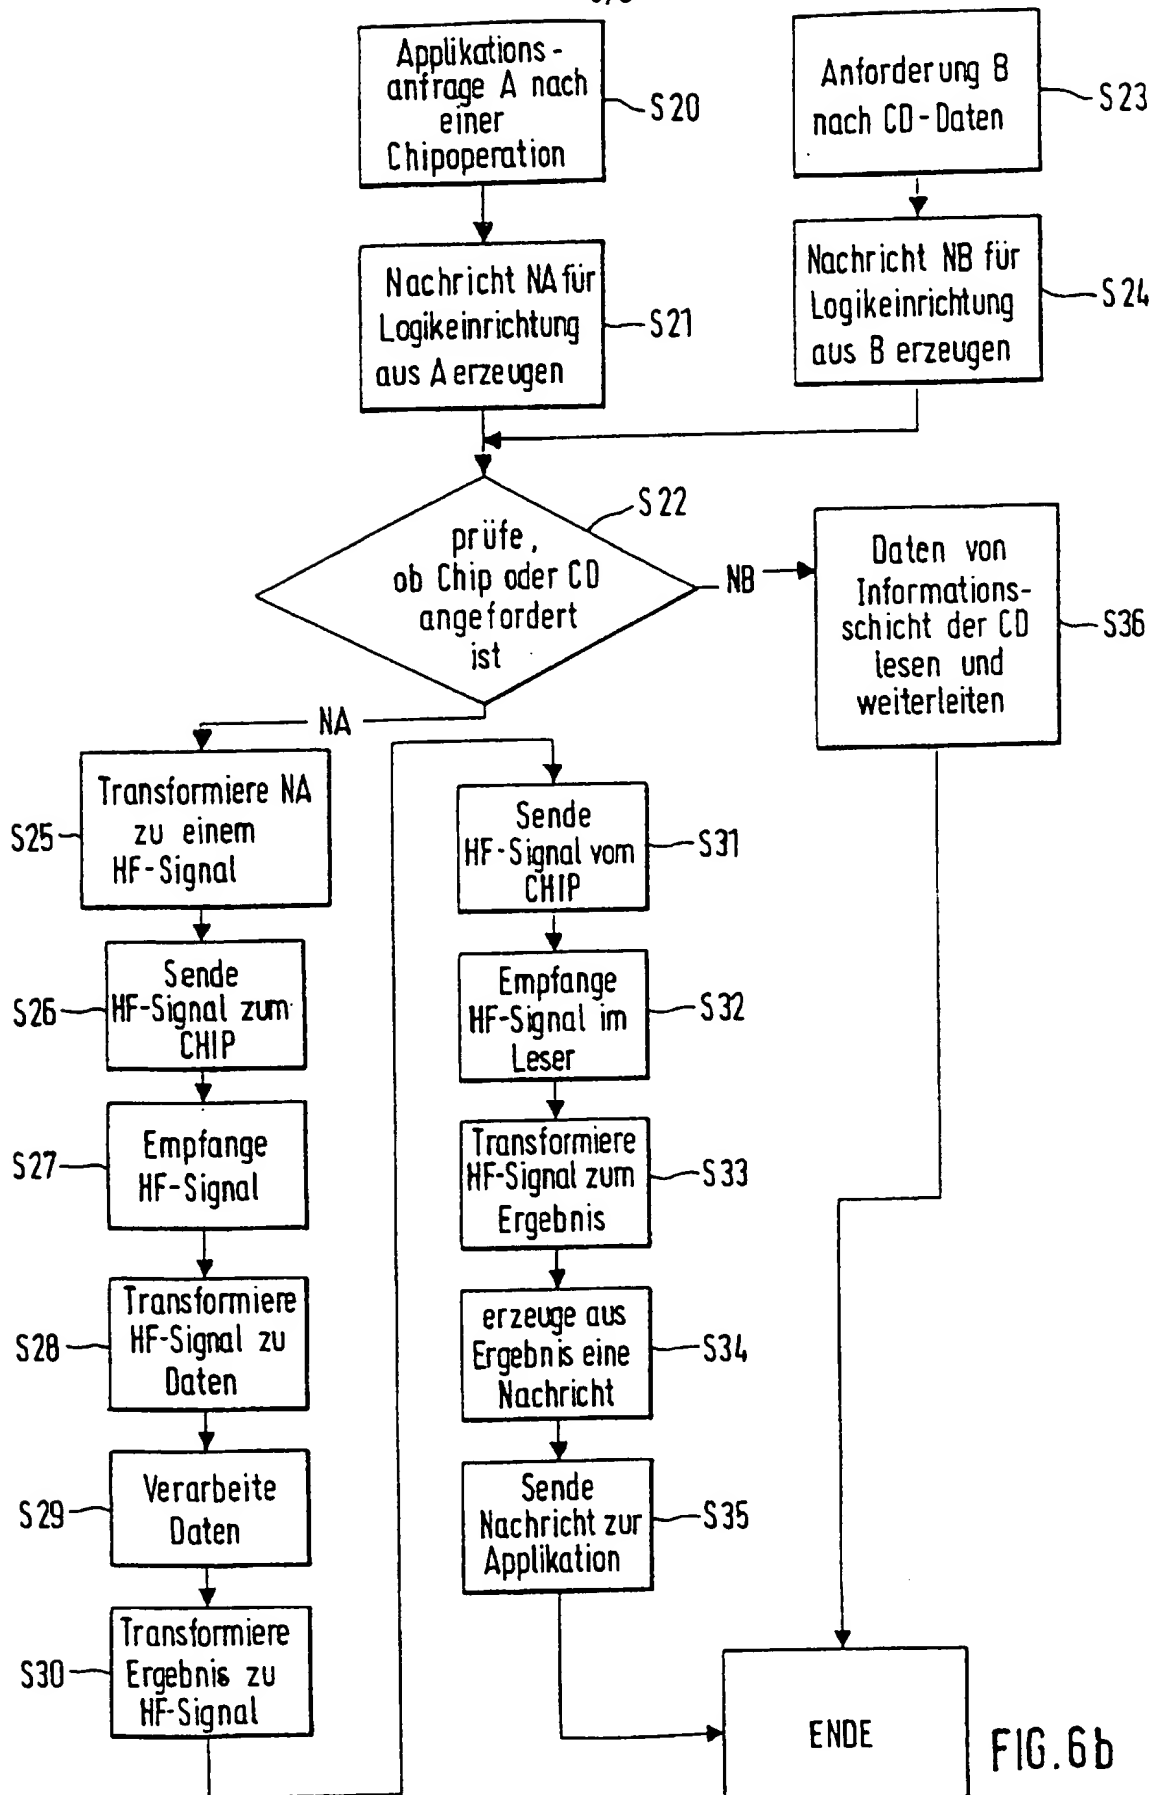 Applikations-
anfrage A nach
einer
Chipoperation
S20
Anforderung B
nach CD-Daten
S23
Nachricht NA für
Logikeinrichtung
aus A erzeugen
S21
Nachricht NB für
Logikeinrichtung
aus B erzeugen
S24
prüfe,
ob Chip oder CD
angefordert
ist
S22
NB
NA
Daten von
Informations-
schicht der CD
lesen und
weiterleiten
S36
Transformiere NA
zu einem
HF-Signal
S25
Sende
HF-Signal zum
CHIP
S26
Empfange
HF-Signal
S27
Transformiere
HF-Signal zu
Daten
S28
Verarbeite
Daten
S29
Transformiere
Ergebnis zu
HF-Signal
S30
Sende
HF-Signal vom
CHIP
S31
Empfange
HF-Signal im
Leser
S32
Transformiere
HF-Signal zum
Ergebnis
S33
erzeuge aus
Ergebnis eine
Nachricht
S34
Sende
Nachricht zur
Applikation
S35
ENDE
FIG.6b